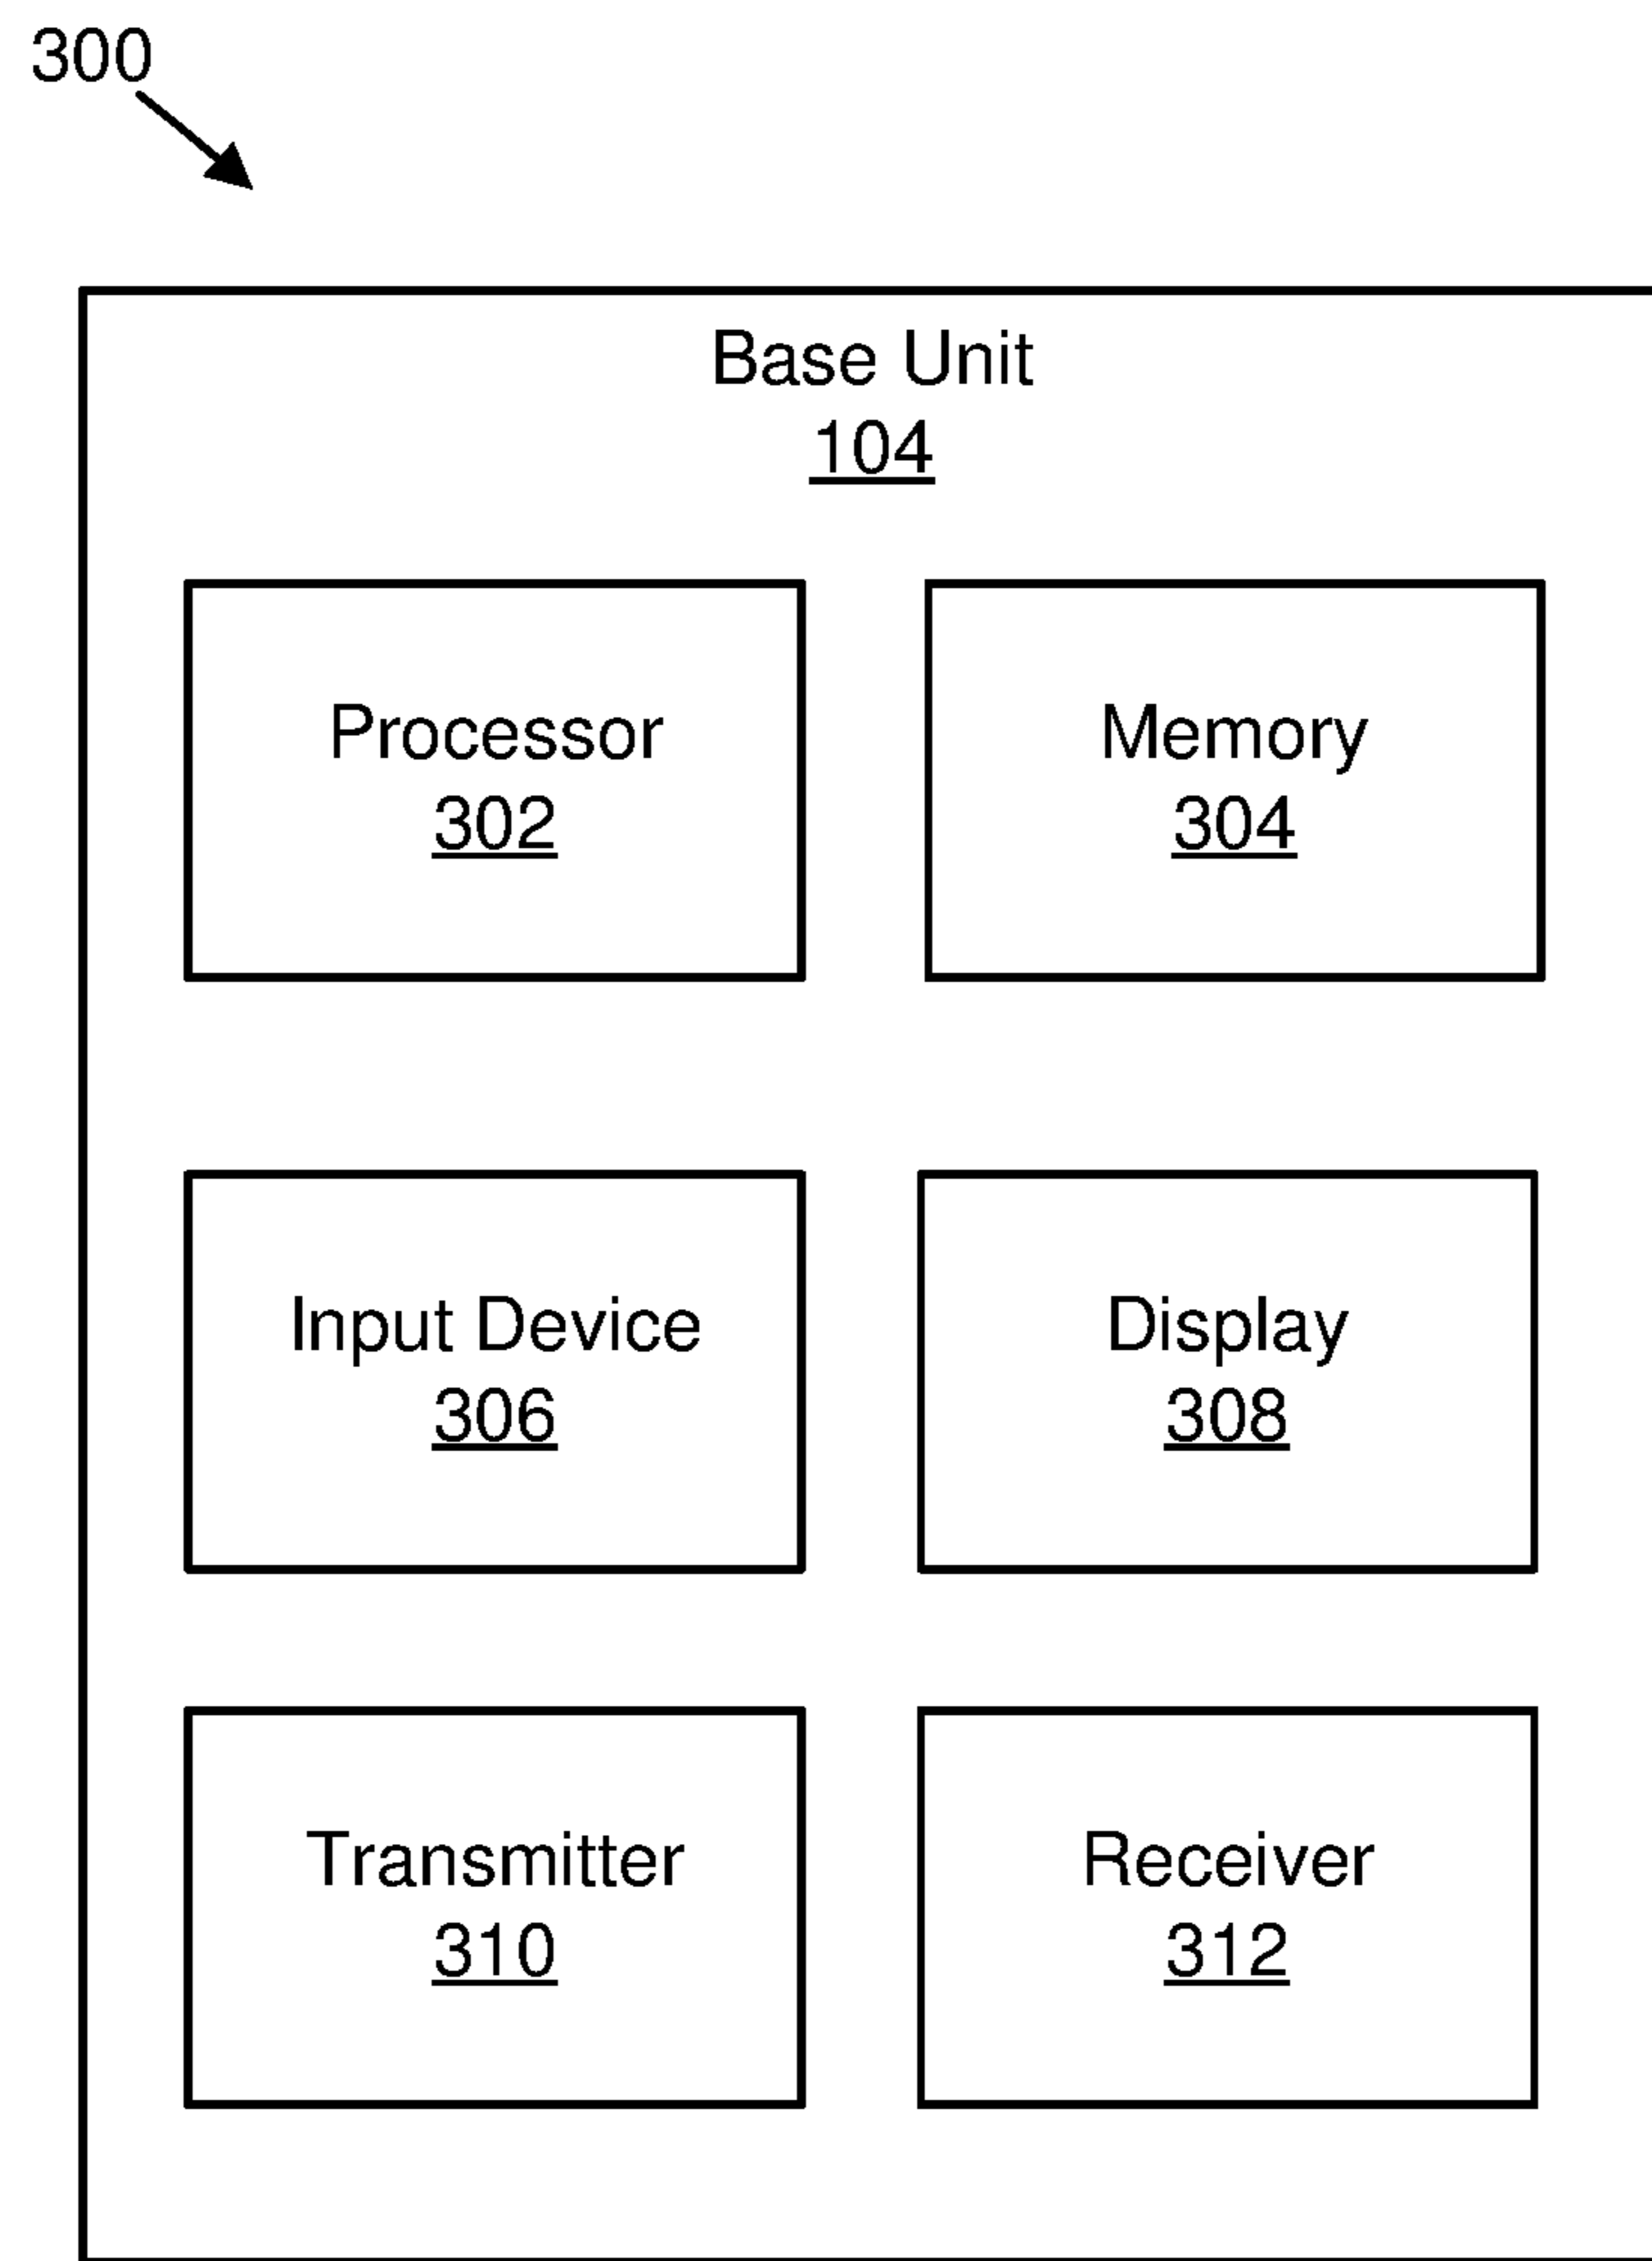 300
Base Unit
104
Processor
302
Memory
304
Input Device
306
Display
308
Transmitter
310
Receiver
312